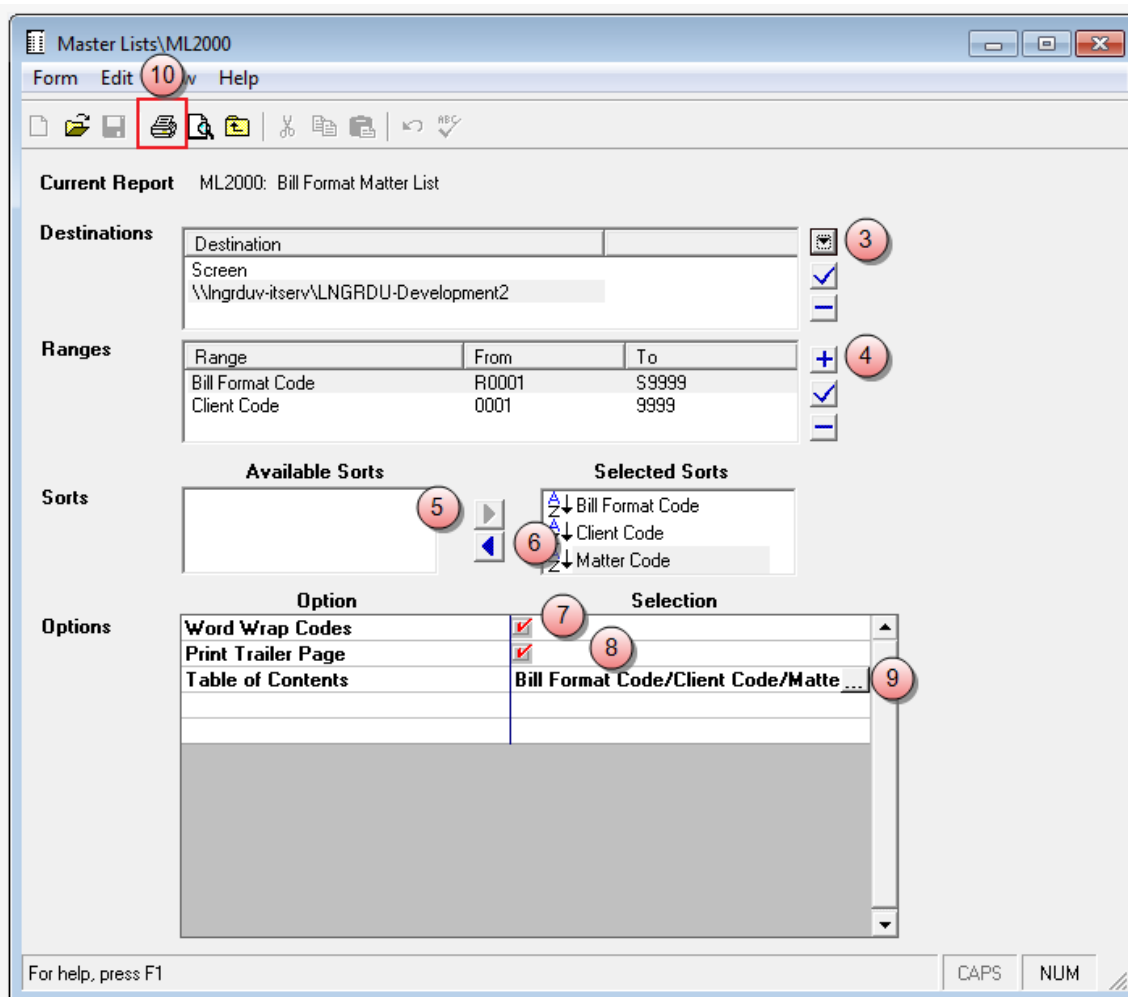 Master Lists\ML2000
Form Edit w Help
10
ABC
Current Report ML2000: Bill Format Matter List
Destinations
Destination
3
Screen
\\lngrduv-itserv\LNGRDU-Development2
Ranges
Range From To
4
Bill Format Code R0001 S9999
Client Code 0001 9999
Available Sorts Selected Sorts
Sorts
5
AZ Bill Format Code
6
AZ Client Code
Z Matter Code
Option Selection
Options
7
Word Wrap Codes
8
Print Trailer Page
Table of Contents Bill Format Code/Client Code/Matte ...
9
For help, press F1 CAPS NUM